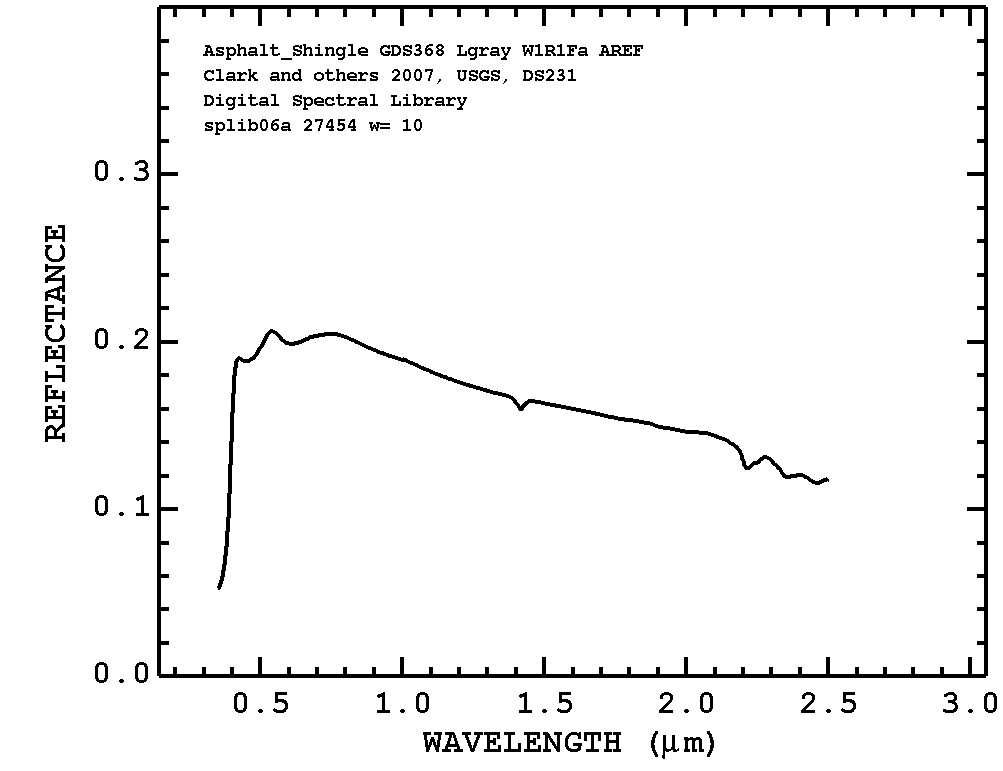 Asphalt_Shingle GDS368 Lgray W1R1Fa AREF
Clark and others 2007, USGS, DS231
Digital Spectral Library
splib06a 27454 w= 10
0.3
0.2
0.1
0.0
REFLECTANCE
0.5 1.0 1.5 2.0 2.5 3.0
WAVELENGTH (μm)